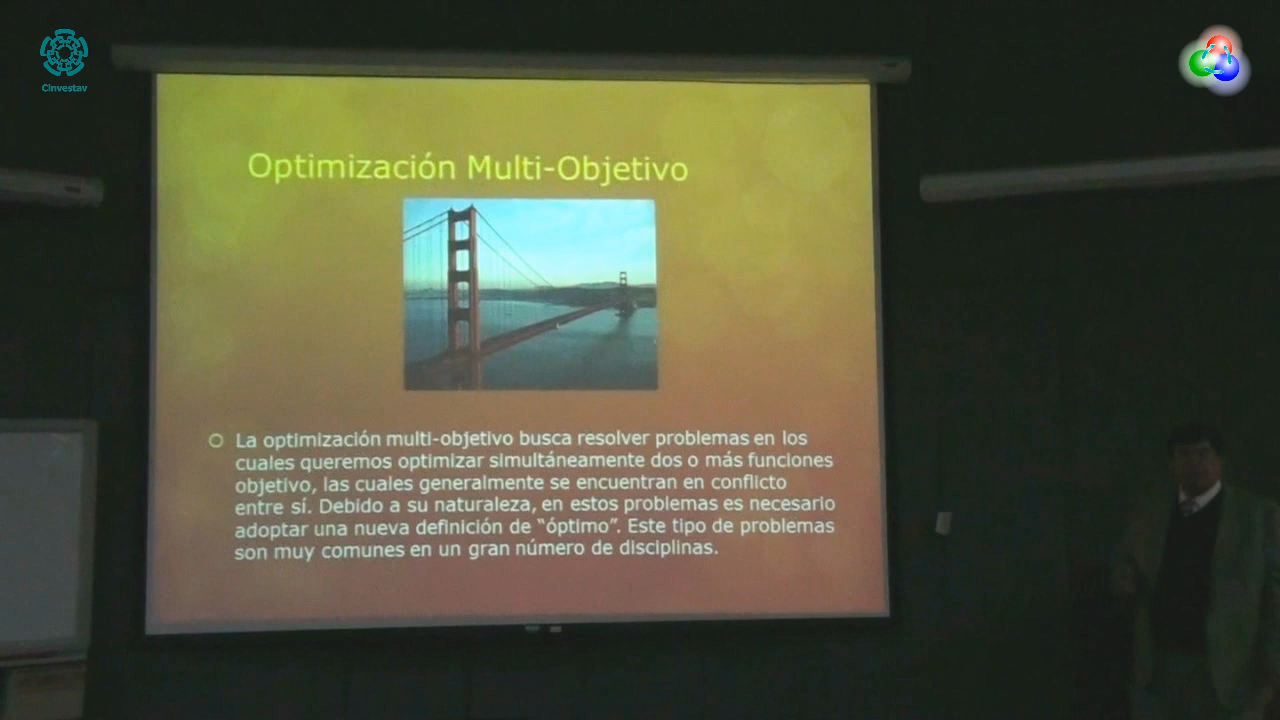 Cinvestav
Optimización Multi-Objetivo
La optimización multi-objetivo busca resolver problemas en los
cuales queremos optimizar simultáneamente dos o más funciones
objetivo, las cuales generalmente se encuentran en conflicto
entre sí. Debido a su naturaleza, en estos problemas es necesario
adoptar una nueva definición de “óptimo”. Este tipo de problemas
son muy comunes en un gran número de disciplinas.